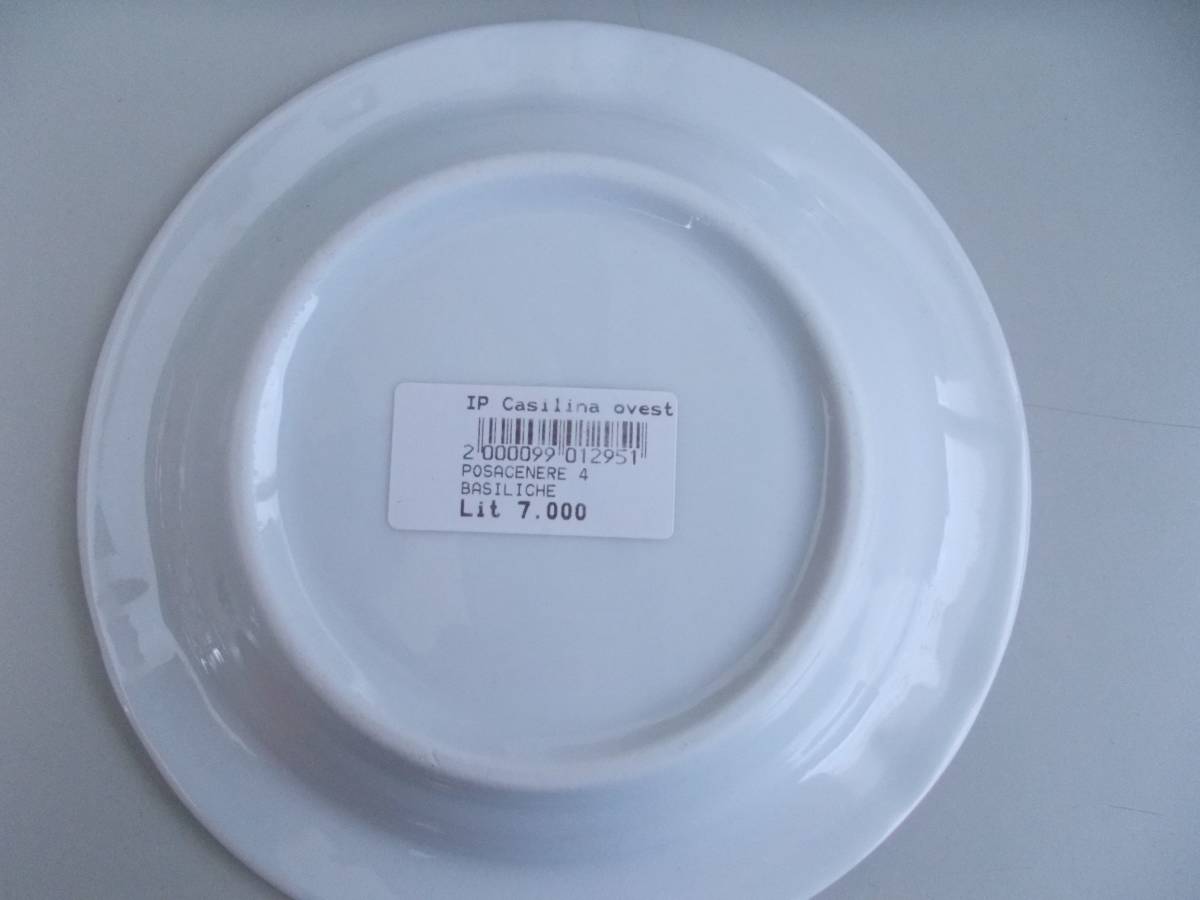 IP Casilina ovest
2 000099 012951
POSACENERE 4
BASILICHE
Lit 7.000